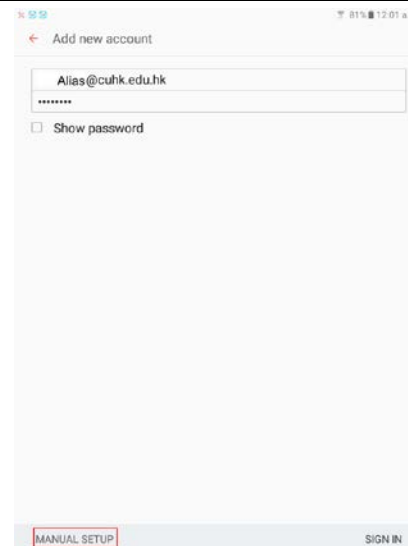 81% 12:01 a
Add new account
Alias@cuhk.edu.hk
••••••••
Show password
MANUAL SETUP
SIGN IN